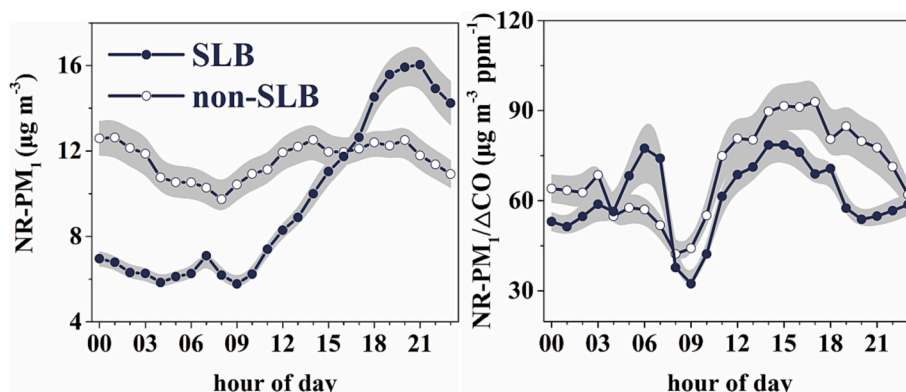 SLB
non-SLB
NR-PM₁ (μg m⁻³)
16
12
8
4
00 03 06 09 12 15 18 21
hour of day
NR-PM₁/△CO (μg m⁻³ ppm⁻¹)
120
90
60
30
00 03 06 09 12 15 18 21
hour of day